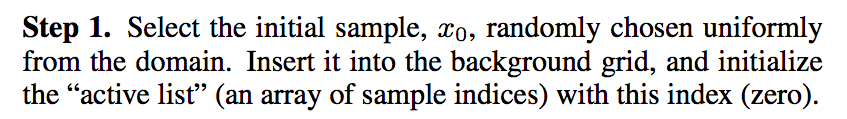 Step 1. Select the initial sample, x₀, randomly chosen uniformly
from the domain. Insert it into the background grid, and initialize
the “active list” (an array of sample indices) with this index (zero).